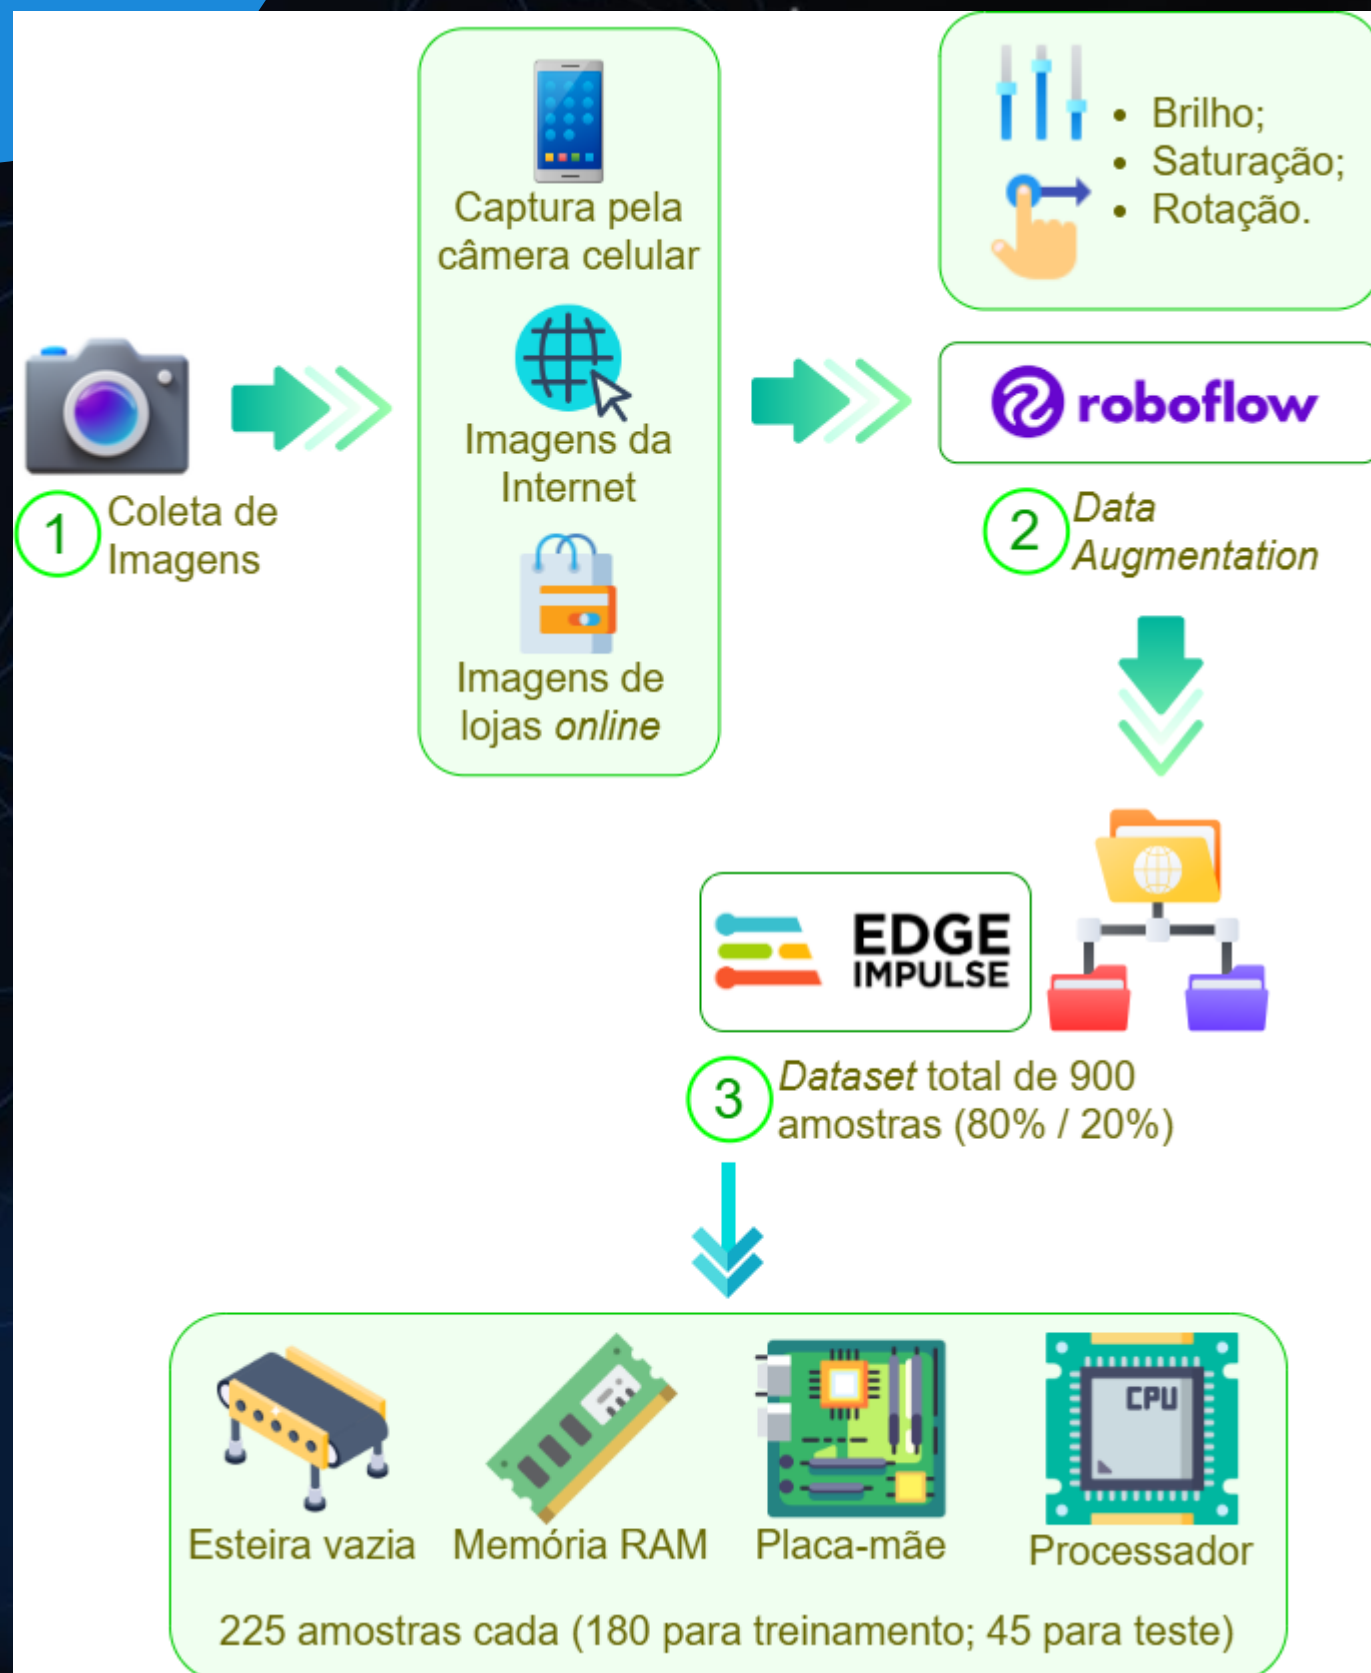 Captura pela
câmera celular
Imagens da
Internet
Imagens de
lojas online
1
Coleta de
Imagens
• Brilho;
• Saturação;
• Rotação.
roboflow
2
Data
Augmentation
EDGE
IMPULSE
3
Dataset total de 900
amostras (80% / 20%)
CPU
Esteira vazia
Memória RAM
Placa-mãe
Processador
225 amostras cada (180 para treinamento; 45 para teste)